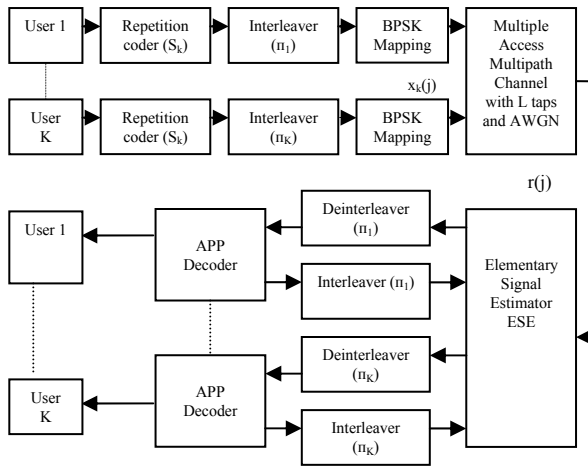 User 1
Repetition
coder (Sk)
Interleaver
(π1)
BPSK
Mapping
Multiple
Access
Multipath
Channel
with L taps
and AWGN
xk(j)
User
K
Repetition
coder (Sk)
Interleaver
(πK)
BPSK
Mapping
r(j)
User 1
APP
Decoder
Deinterleaver
(π1)
Interleaver (π1)
Elementary
Signal
Estimator
ESE
User
K
APP
Decoder
Deinterleaver
(πK)
Interleaver
(πK)